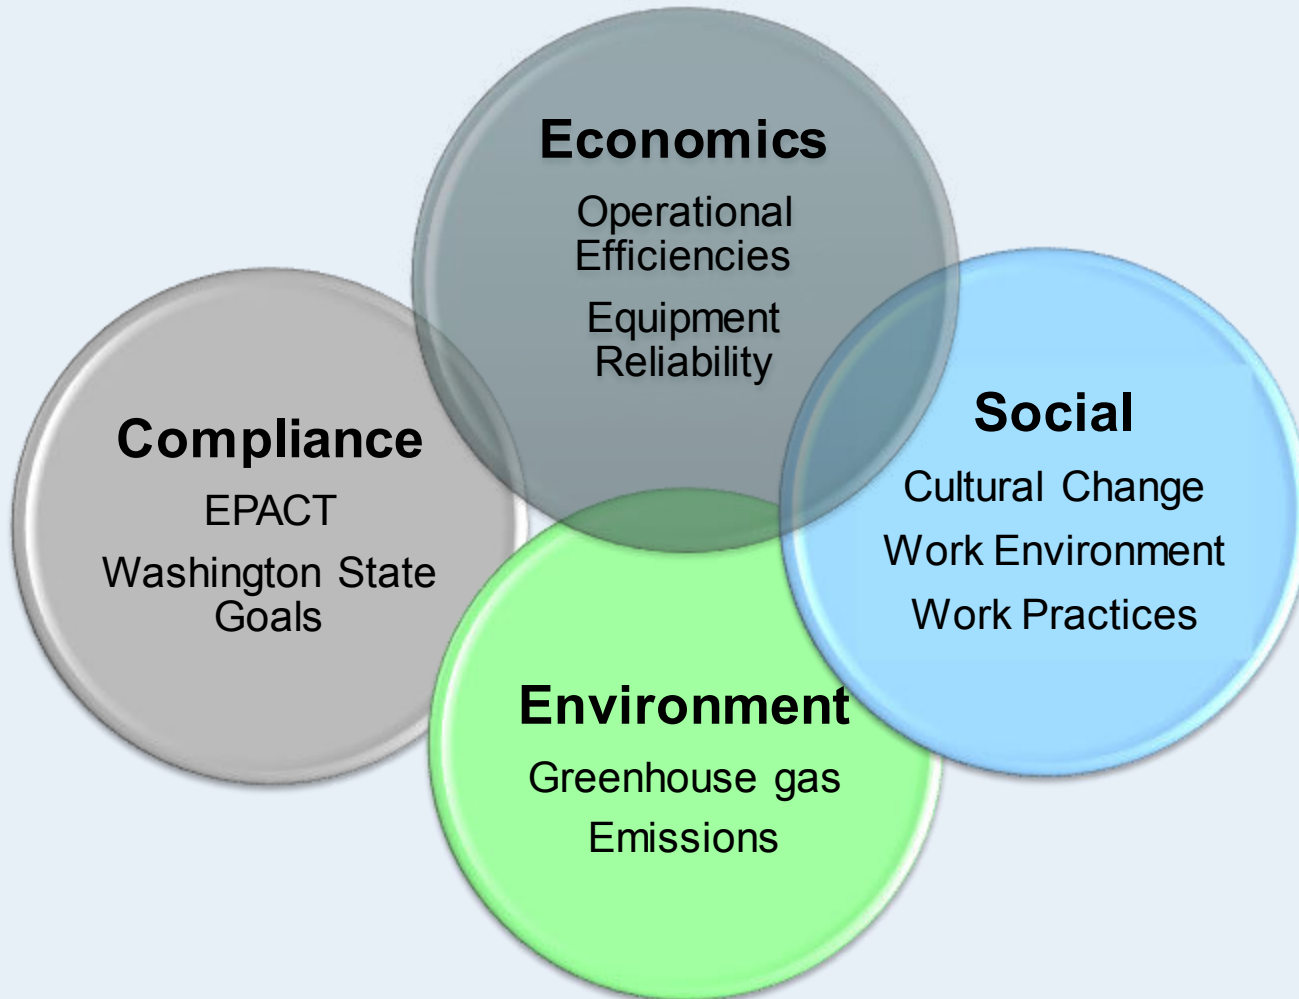 Economics
Operational
Efficiencies
Equipment
Reliability
Compliance
EPACT
Washington State
Goals
Social
Cultural Change
Work Environment
Work Practices
Environment
Greenhouse gas
Emissions